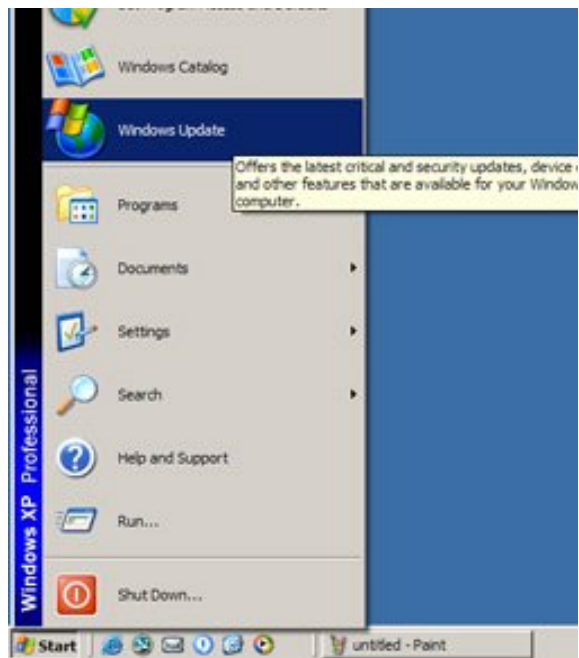 Windows Catalog
Windows Update
Offers the latest critical and security updates, device
and other features that are available for your Window
computer.
Programs
Documents
Settings
Search
Help and Support
Run...
Shut Down...
Windows XP Professional
Start
untitled - Paint